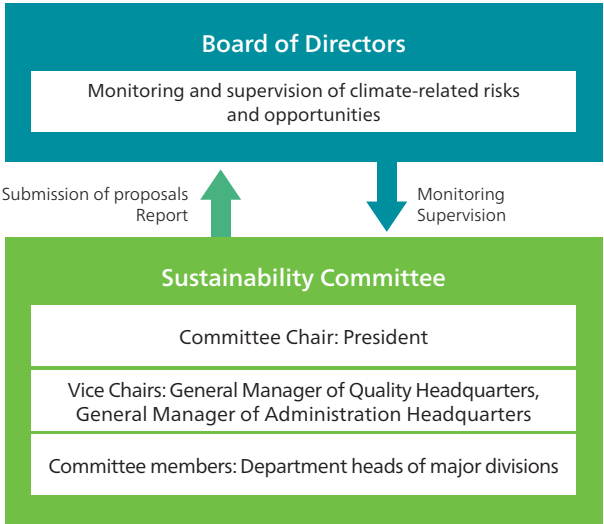 Board of Directors
Monitoring and supervision of climate-related risks
and opportunities
Submission of proposals
Report
Monitoring
Supervision
Sustainability Committee
Committee Chair: President
Vice Chairs: General Manager of Quality Headquarters,
General Manager of Administration Headquarters
Committee members: Department heads of major divisions